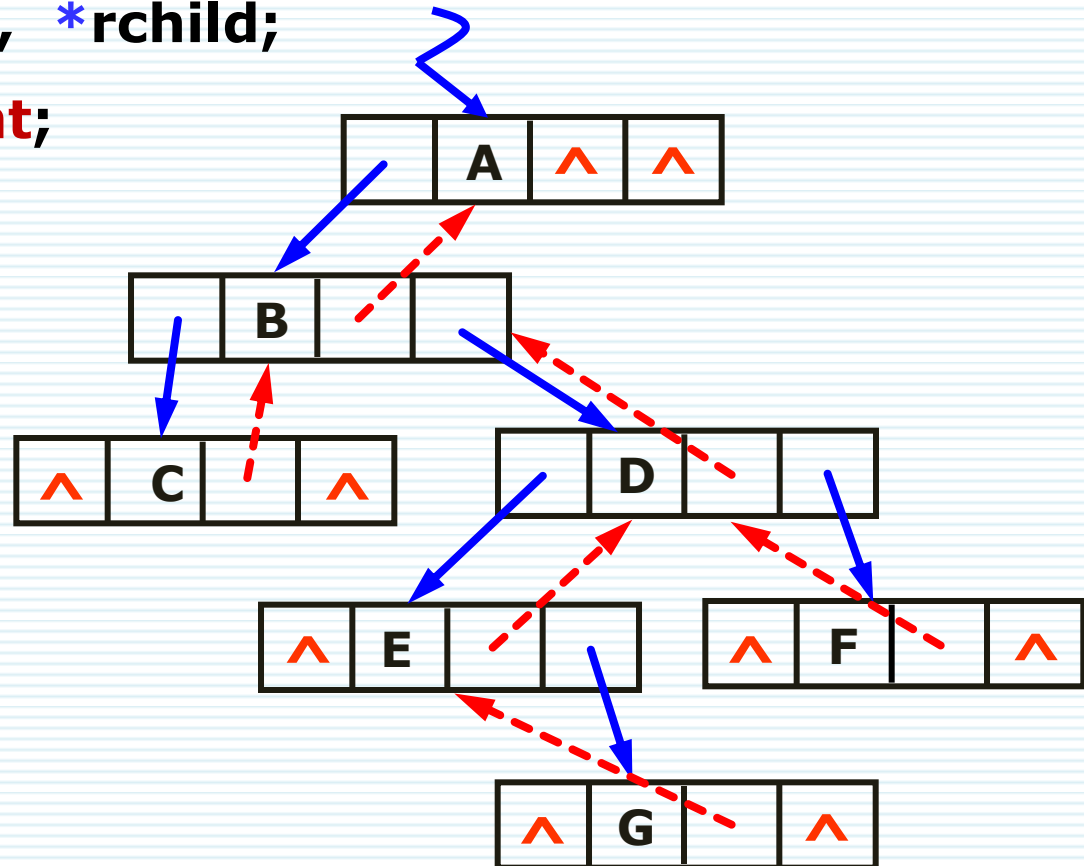 , *rchild;
t;
A ^ ^
B
^ C ^
D
^ E
^ F ^
^ G ^